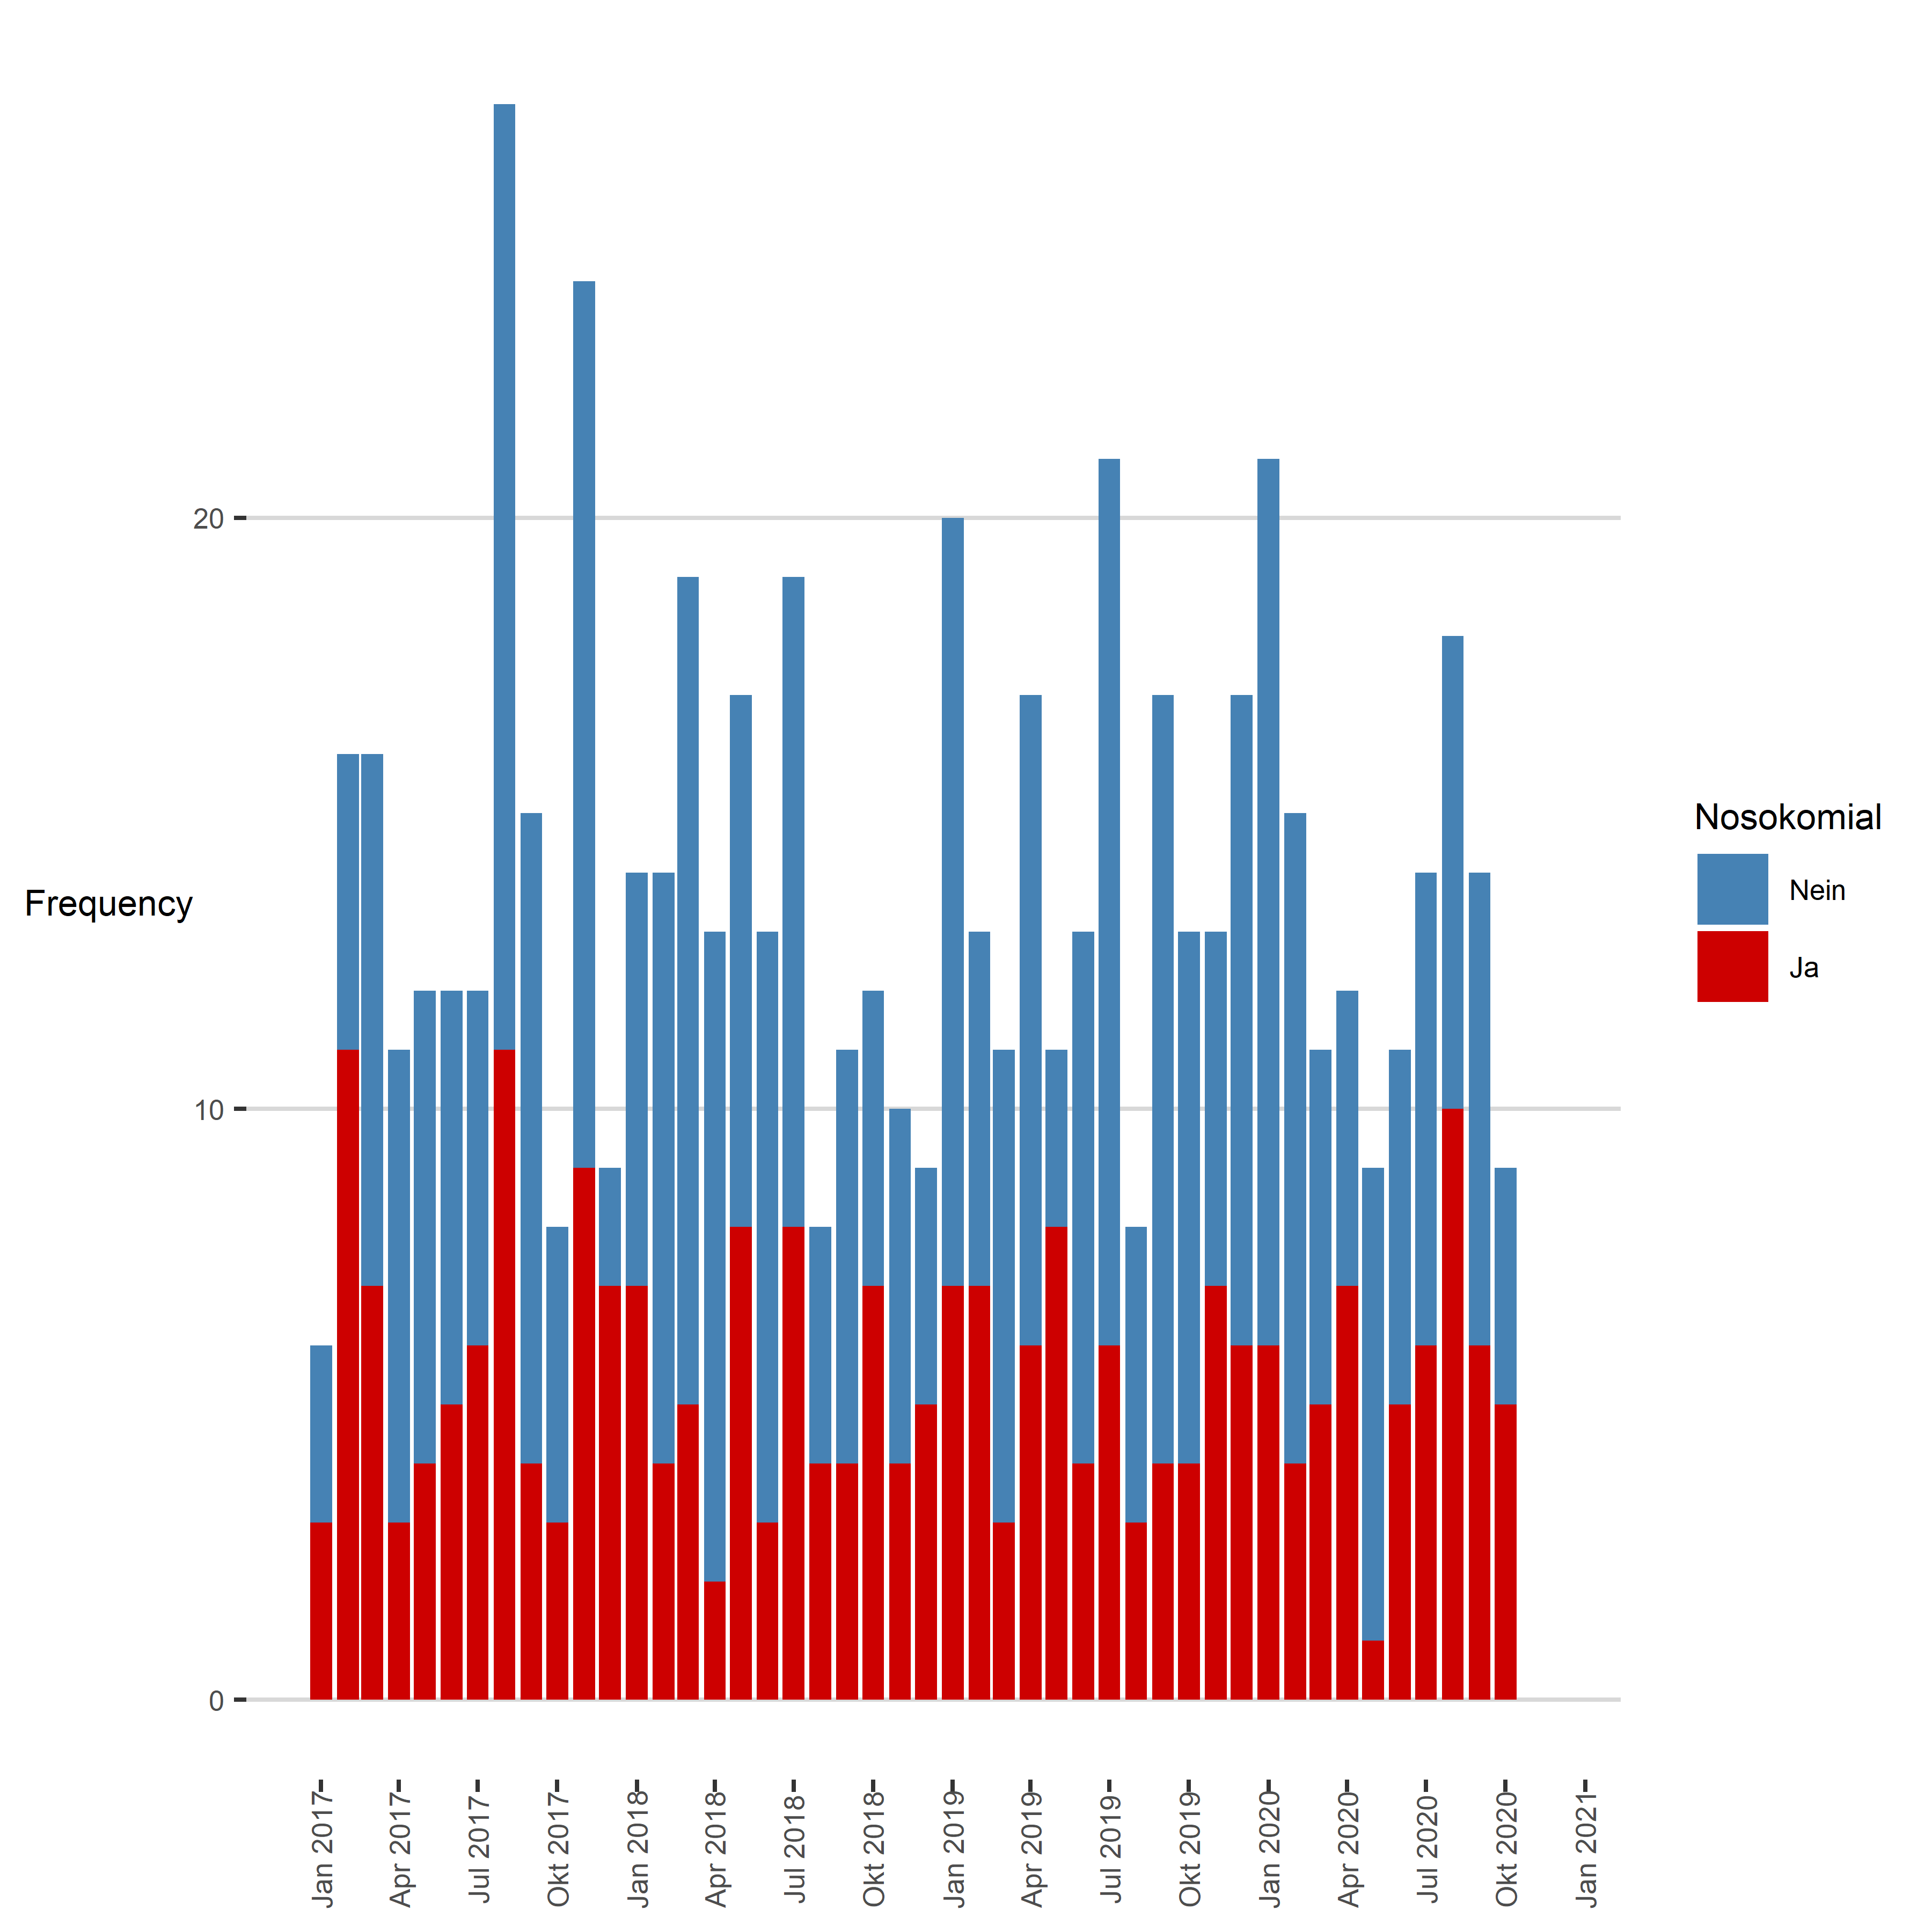 20
10
0
Frequency
Nosokomial
Nein
Ja
Jan 2017
Apr 2017
Jul 2017
Okt 2017
Jan 2018
Apr 2018
Jul 2018
Okt 2018
Jan 2019
Apr 2019
Jul 2019
Okt 2019
Jan 2020
Apr 2020
Jul 2020
Okt 2020
Jan 2021